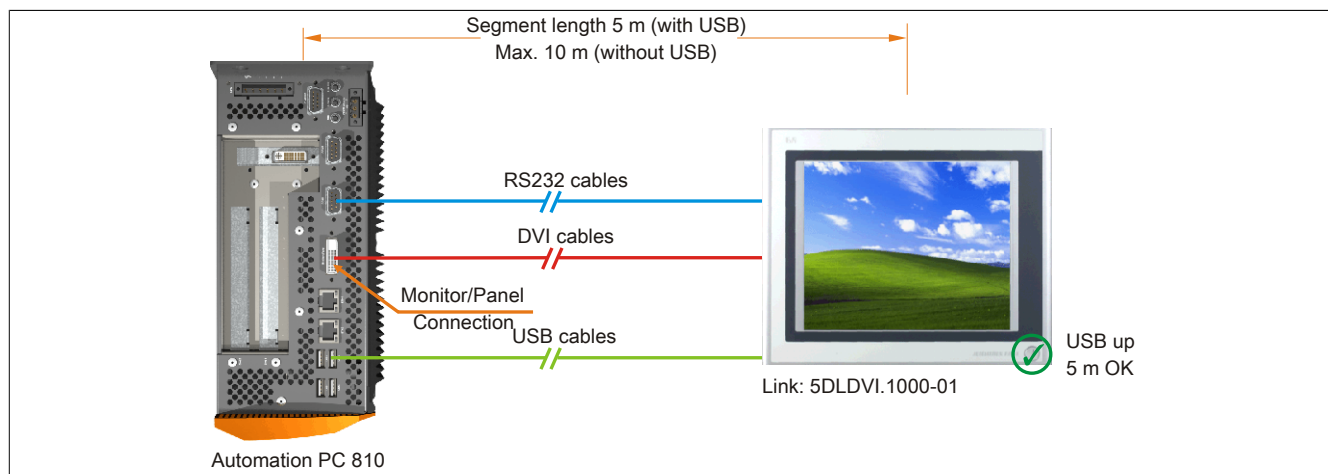 Segment length 5 m (with USB)
Max. 10 m (without USB)
RS232 cables
DVI cables
Monitor/Panel
Connection
USB cables
USB up
5 m OK
Link: 5DLDVI.1000-01
Automation PC 810